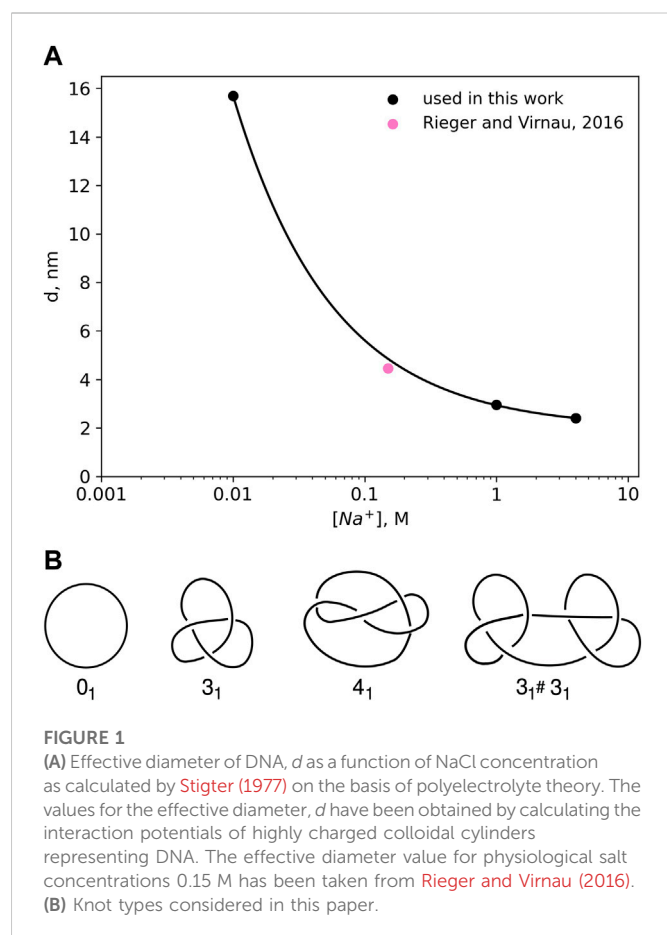 A
16
14
12
10
8
6
4
2
0
d, nm
used in this work
Rieger and Virnau, 2016
0.001
0.01
0.1
1
10
[Na⁺], M
B
0₁
3₁
4₁
3₁# 3₁
FIGURE 1
(A) Effective diameter of DNA, d as a function of NaCl concentration
as calculated by Stigter (1977) on the basis of polyelectrolyte theory. The
values for the effective diameter, d have been obtained by calculating the
interaction potentials of highly charged colloidal cylinders
representing DNA. The effective diameter value for physiological salt
concentrations 0.15 M has been taken from Rieger and Virnau (2016).
(B) Knot types considered in this paper.